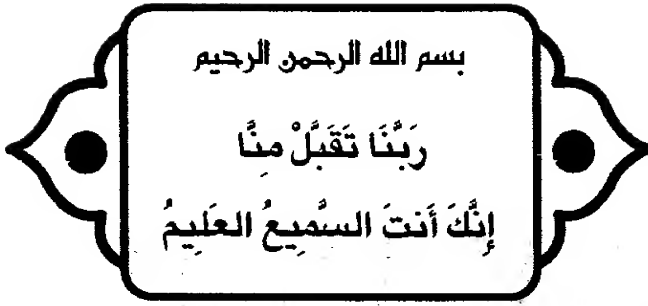 بسم الله الرحمن الرحيم
رَبَّنَا تَقَبَّلْ مِنَّا
إِنَّكَ أَنتَ السَّمِيعُ العَلِيمُ